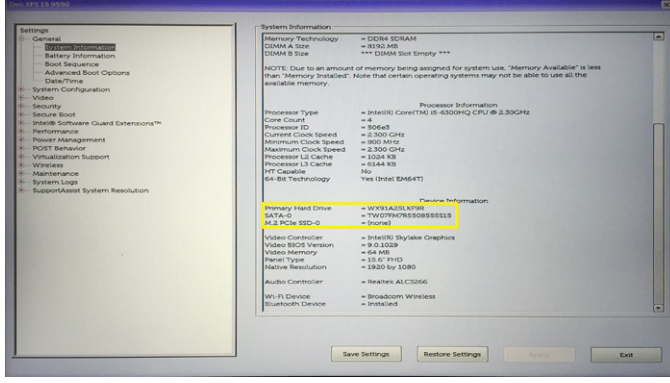 Dell XPS 15 9550
Settings
General
System Information
Battery Information
Boot Sequence
Advanced Boot Options
Date/Time
System Configuration
Video
Security
Secure Boot
Intel® Software Guard Extensions™
Performance
Power Management
POST Behavior
Virtualization Support
Wireless
Maintenance
System Logs
SupportAssist System Resolution
System Information
Memory Technology = DDR4 SDRAM
DIMM A Size = 8192 MB
DIMM B Size *** DIMM Slot Empty ***
NOTE: Due to an amount of memory being assigned for system use, "Memory Available" is less
than "Memory Installed". Note that certain operating systems may not be able to use all the
available memory.
Processor Information
Processor Type = Intel(R) Core(TM) i5-6300HQ CPU @ 2.30GHz
Core Count = 4
Processor ID = 506e3
Current Clock Speed = 2.300 GHz
Minimum Clock Speed = 800 MHz
Maximum Clock Speed = 2.300 GHz
Processor L2 Cache = 1024 KB
Processor L3 Cache = 6144 KB
HT Capable No
64-Bit Technology Yes (Intel EM64T)
Device Information
Primary Hard Drive =
SATA-0 =
M.2 PCIe SSD-0 = (none)
Video Controller = Intel(R) Skylake Graphics
Video BIOS Version = 9.0.1029
Video Memory = 64 MB
Panel Type = 15.6" FHD
Native Resolution = 1920 by 1080
Audio Controller = Realtek ALC3266
Wi-Fi Device = Broadcom Wireless
Bluetooth Device = Installed
Save Settings
Restore Settings
Apply
Exit